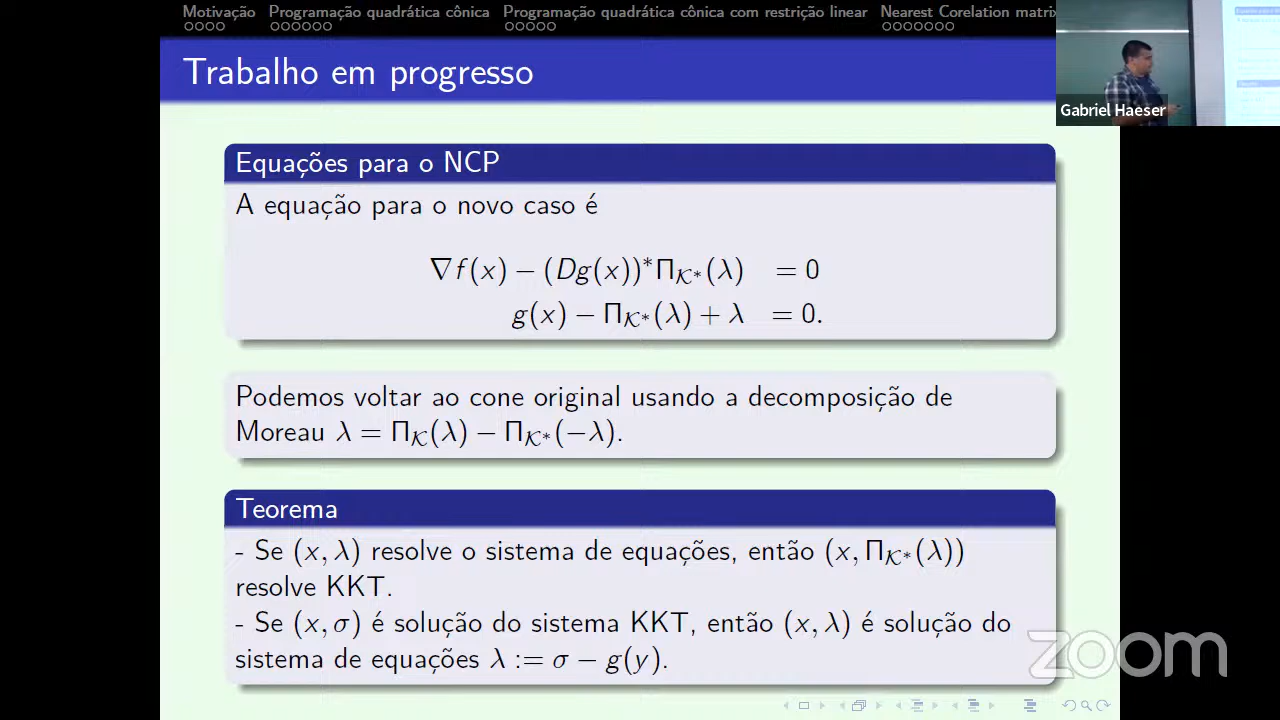 Motivação Programação quadrática cônica Programação quadrática cônica com restrição linear Nearest Corelation matrix
Trabalho em progresso
Gabriel Haeser
Equações para o NCP
A equação para o novo caso é
∇f(x) − (Dg(x))*Π_{𝒦*}(λ) = 0
g(x) − Π_{𝒦*}(λ) + λ = 0.
Podemos voltar ao cone original usando a decomposição de
Moreau λ = Π_𝒦(λ) − Π_{𝒦*}(−λ).
Teorema
- Se (x, λ) resolve o sistema de equações, então (x, Π_{𝒦*}(λ))
resolve KKT.
- Se (x, σ) é solução do sistema KKT, então (x, λ) é solução do
sistema de equações λ := σ − g(y).
zoom